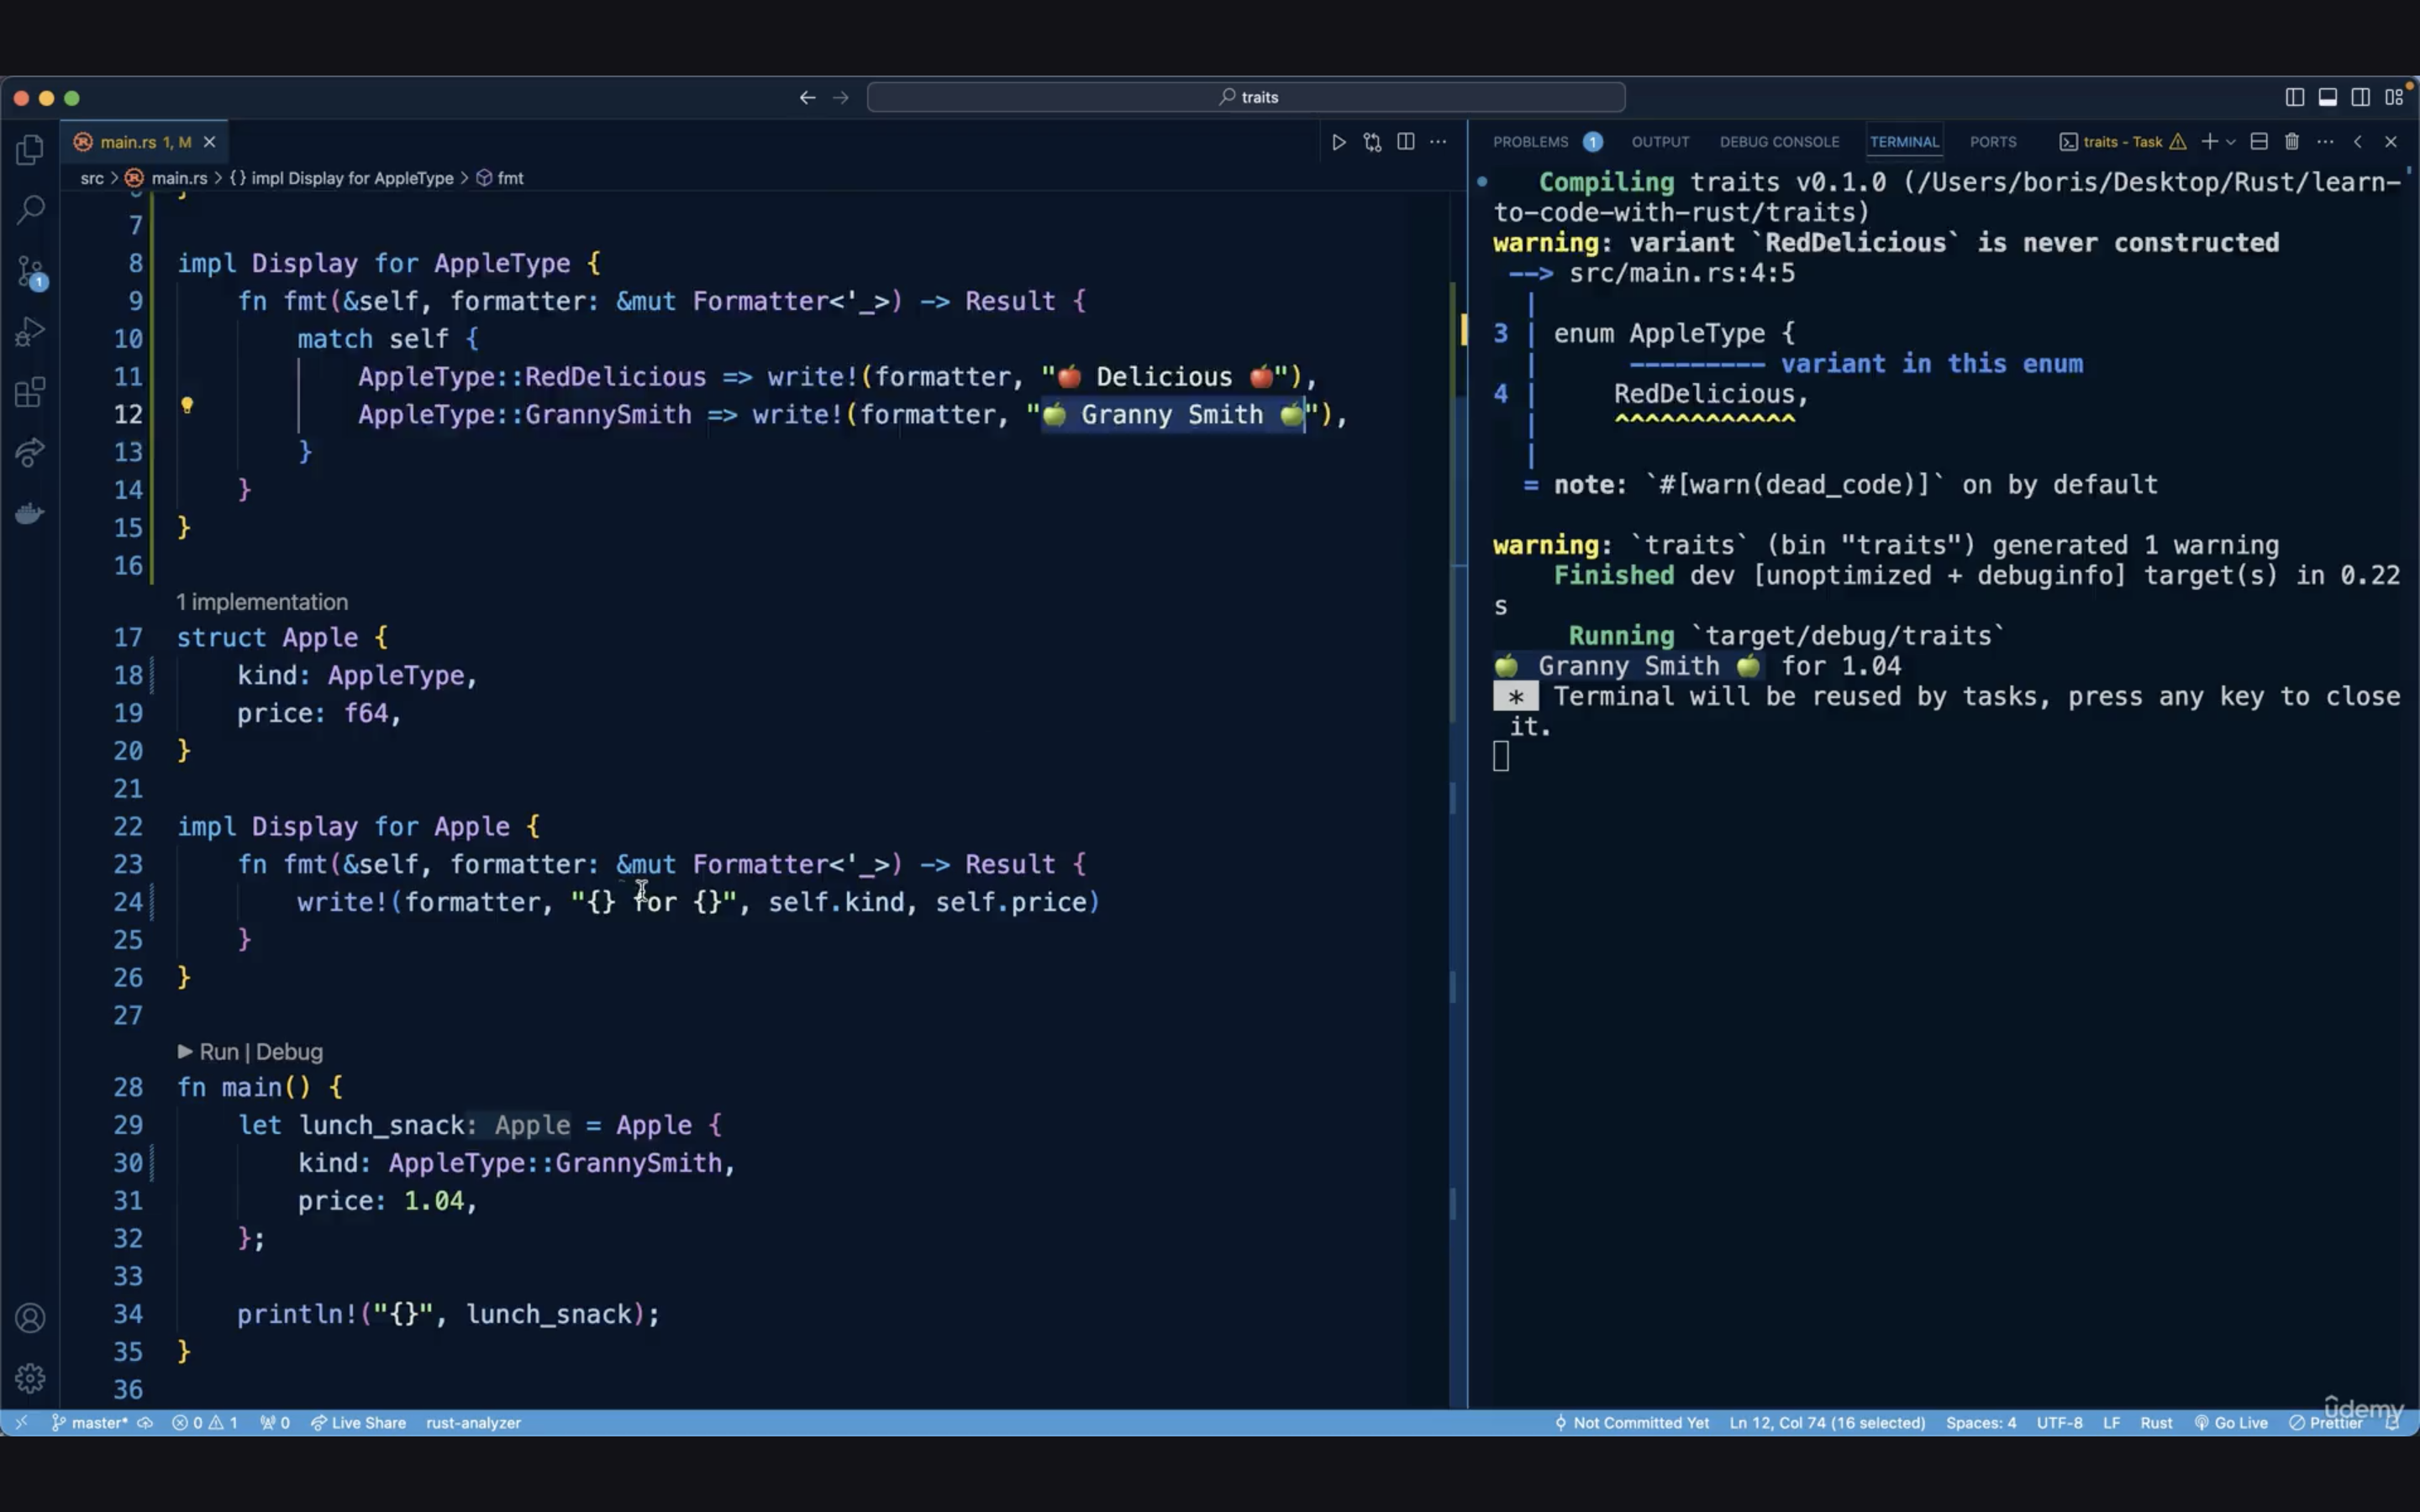 traits
main.rs 1, M
PROBLEMS 1 OUTPUT DEBUG CONSOLE TERMINAL PORTS traits - Task
src > main.rs > {} impl Display for AppleType > fmt
7
8 impl Display for AppleType {
9     fn fmt(&self, formatter: &mut Formatter<'_>) -> Result {
10         match self {
11             AppleType::RedDelicious => write!(formatter, "🍎 Delicious 🍎"),
12             AppleType::GrannySmith => write!(formatter, "🍏 Granny Smith 🍏"),
13         }
14     }
15 }
16
1 implementation
17 struct Apple {
18     kind: AppleType,
19     price: f64,
20 }
21
22 impl Display for Apple {
23     fn fmt(&self, formatter: &mut Formatter<'_>) -> Result {
24         write!(formatter, "{} for {}", self.kind, self.price)
25     }
26 }
27
▶ Run | Debug
28 fn main() {
29     let lunch_snack: Apple = Apple {
30         kind: AppleType::GrannySmith,
31         price: 1.04,
32     };
33
34     println!("{}", lunch_snack);
35 }
36
Compiling traits v0.1.0 (/Users/boris/Desktop/Rust/learn-
to-code-with-rust/traits)
warning: variant `RedDelicious` is never constructed
--> src/main.rs:4:5
|
3 | enum AppleType {
| --------- variant in this enum
4 |     RedDelicious,
|     ^^^^^^^^^^^^
|
= note: `#[warn(dead_code)]` on by default
warning: `traits` (bin "traits") generated 1 warning
Finished dev [unoptimized + debuginfo] target(s) in 0.22
s
Running `target/debug/traits`
🍏 Granny Smith 🍏 for 1.04
* Terminal will be reused by tasks, press any key to close
it.
1
udemy
master* 0 1 0 Live Share rust-analyzer Not Committed Yet Ln 12, Col 74 (16 selected) Spaces: 4 UTF-8 LF Rust Go Live Prettier